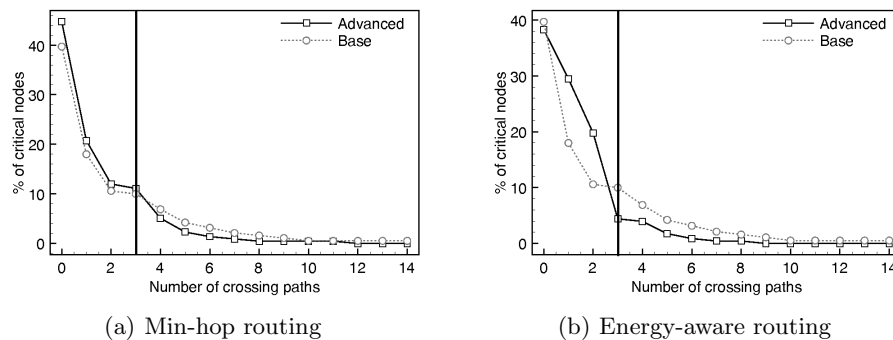 Advanced
Base
40
30
20
10
0
% of critical nodes
0 2 4 6 8 10 12 14
Number of crossing paths
(a) Min-hop routing
Advanced
Base
40
30
20
10
0
% of critical nodes
0 2 4 6 8 10 12 14
Number of crossing paths
(b) Energy-aware routing